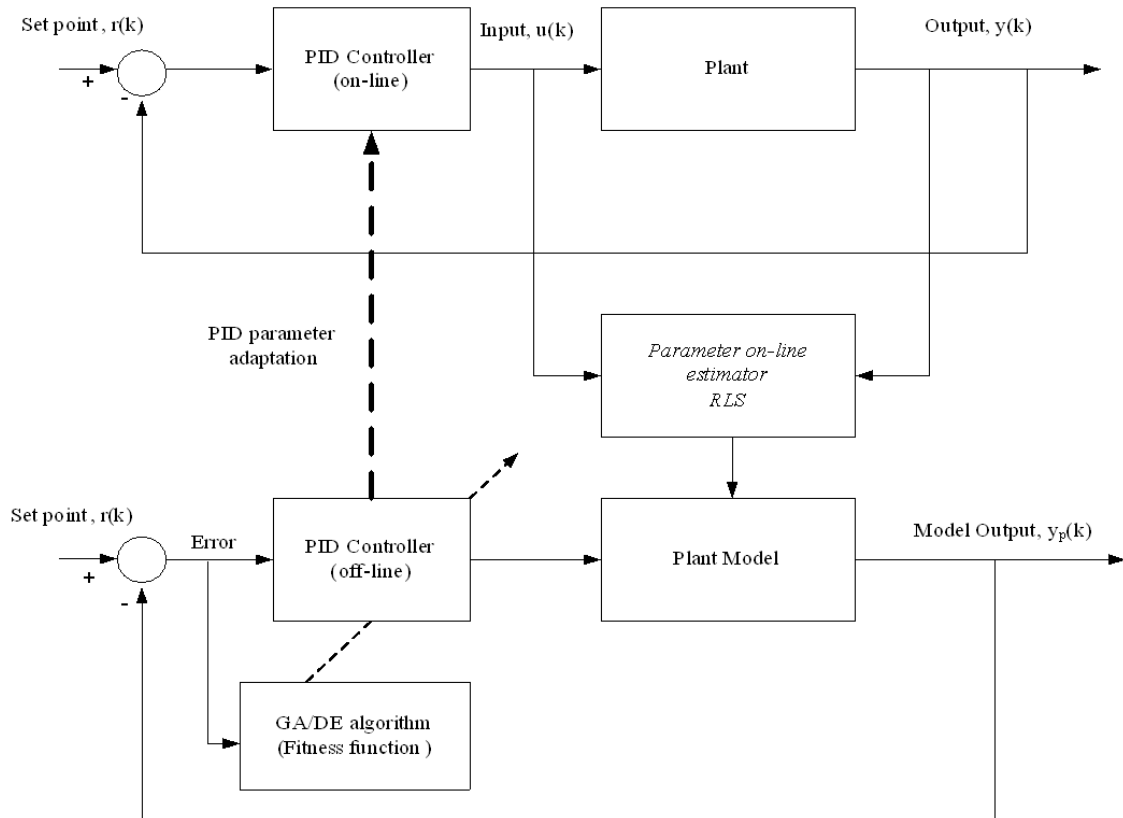 Set point , r(k)
Input, u(k)
Output, y(k)
PID Controller
(on-line)
Plant
+
-
PID parameter
adaptation
Parameter on-line
estimator
RLS
Set point , r(k)
Error
PID Controller
(off-line)
Plant Model
Model Output, yp(k)
+
-
GA/DE algorithm
(Fitness function )